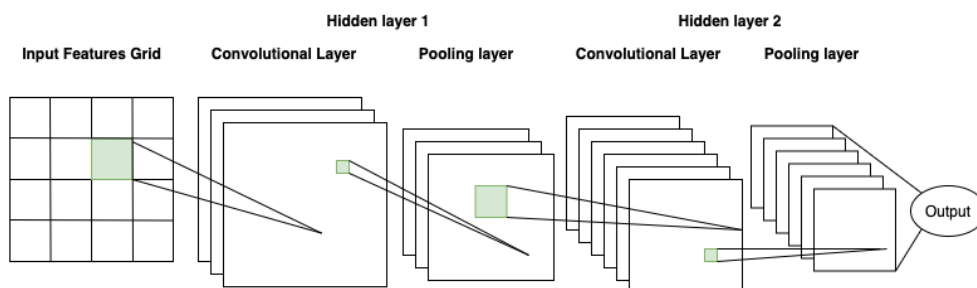 Hidden layer 1
Hidden layer 2
Input Features Grid
Convolutional Layer
Pooling layer
Convolutional Layer
Pooling layer
Output